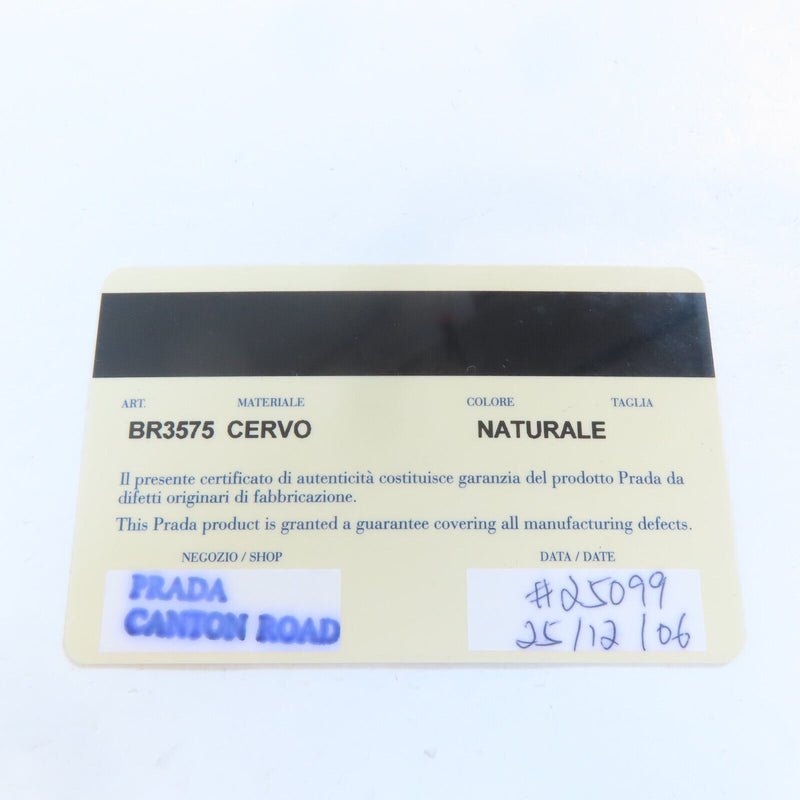 ART. MATERIALE COLORE TAGLIA
BR3575 CERVO NATURALE
Il presente certificato di autenticità costituisce garanzia del prodotto Prada da
difetti originari di fabbricazione.
This Prada product is granted a guarantee covering all manufacturing defects.
NEGOZIO / SHOP DATA / DATE
PRADA #25099
CANTON ROAD 25/12/06